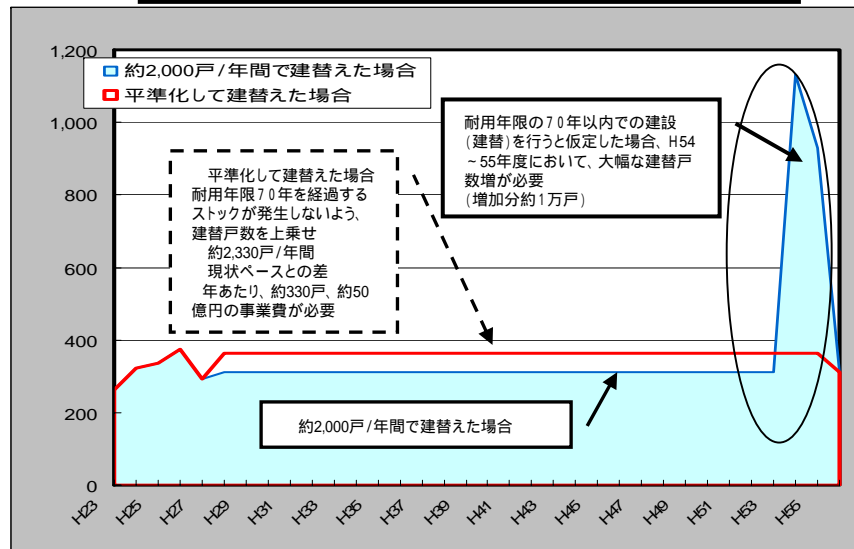 1,200
1,000
800
600
400
200
0
約2,000戸/年間で建替えた場合
平準化して建替えた場合
耐用年限の70年以内での建設
(建替)を行うと仮定した場合、H54
~55年度において、大幅な建替戸
数増が必要
(増加分約1万戸)
平準化して建替えた場合
耐用年限70年を経過する
ストックが発生しないよう、
建替戸数を上乗せ
約2,330戸/年間
現状ペースとの差
年あたり、約330戸、約50
億円の事業費が必要
約2,000戸/年間で建替えた場合
H23
H25
H27
H29
H31
H33
H35
H37
H39
H41
H43
H45
H47
H49
H51
H53
H55